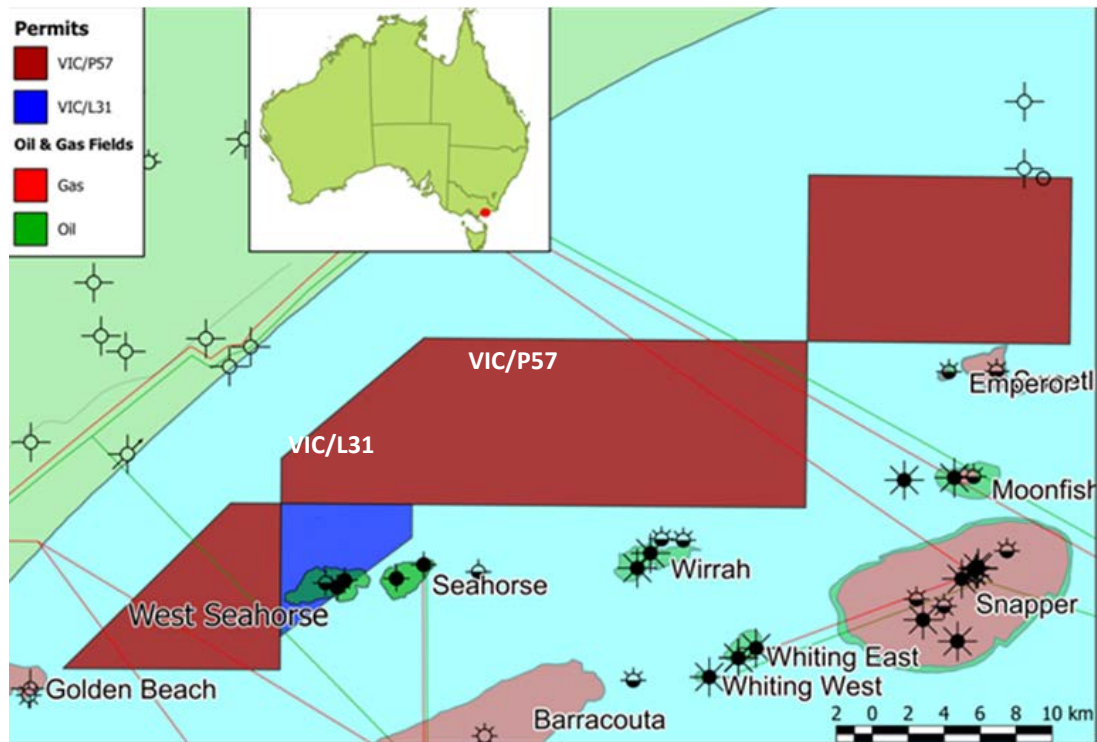 Permits
VIC/P57
VIC/L31
Oil & Gas Fields
Gas
Oil
VIC/P57
VIC/L31
Emperor
Moonfish
Wirrah
Seahorse
West Seahorse
Snapper
Whiting East
Whiting West
Golden Beach
Barracouta
2 0 2 4 6 8 10 km